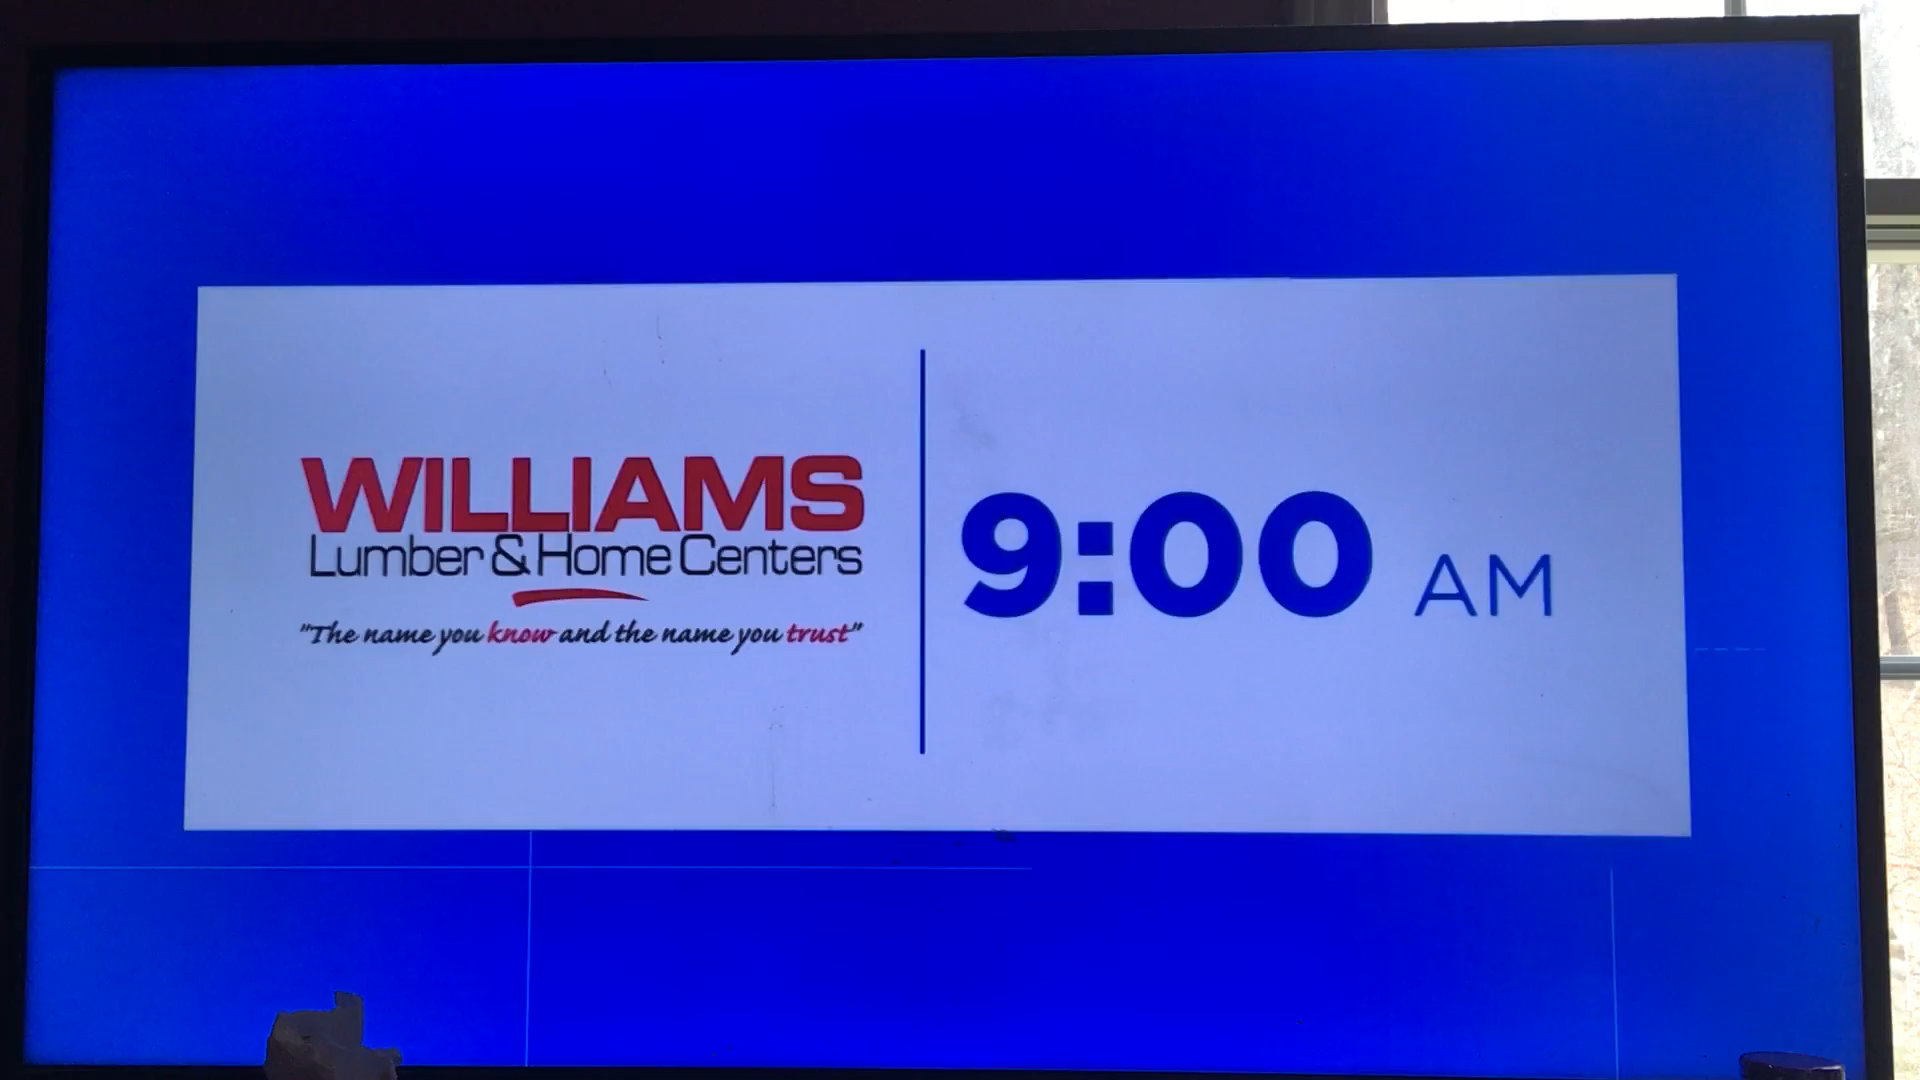 WILLIAMS
Lumber & Home Centers
"The name you know and the name you trust"
9:00 AM